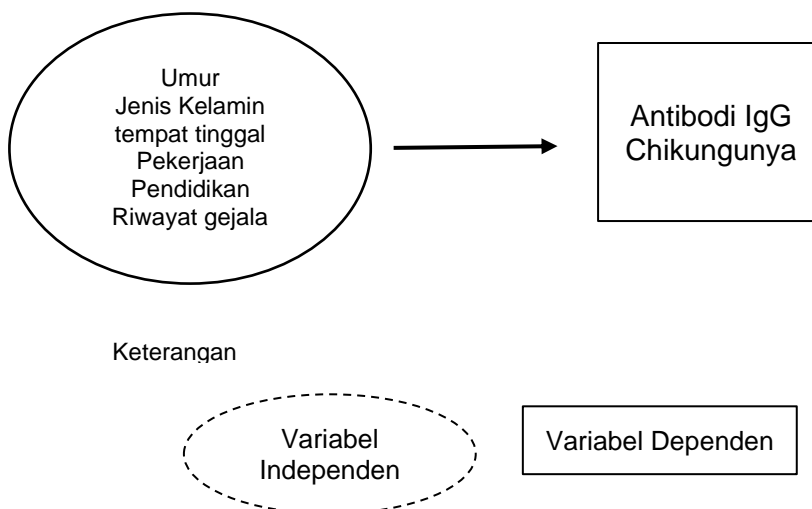 Umur
Jenis Kelamin
tempat tinggal
Pekerjaan
Pendidikan
Riwayat gejala
Antibodi IgG
Chikungunya
Keterangan
Variabel
Independen
Variabel Dependen